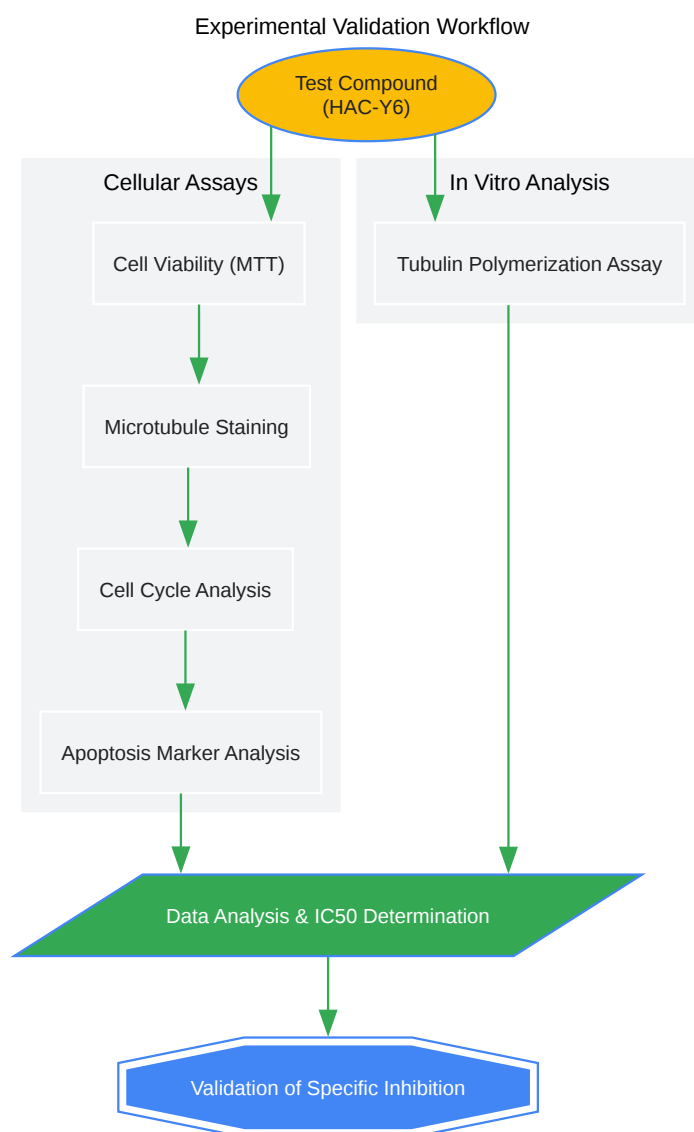 Experimental Validation Workflow
Test Compound
(HAC-Y6)
Cellular Assays
In Vitro Analysis
Cell Viability (MTT)
Tubulin Polymerization Assay
Microtubule Staining
Cell Cycle Analysis
Apoptosis Marker Analysis
Data Analysis & IC50 Determination
Validation of Specific Inhibition